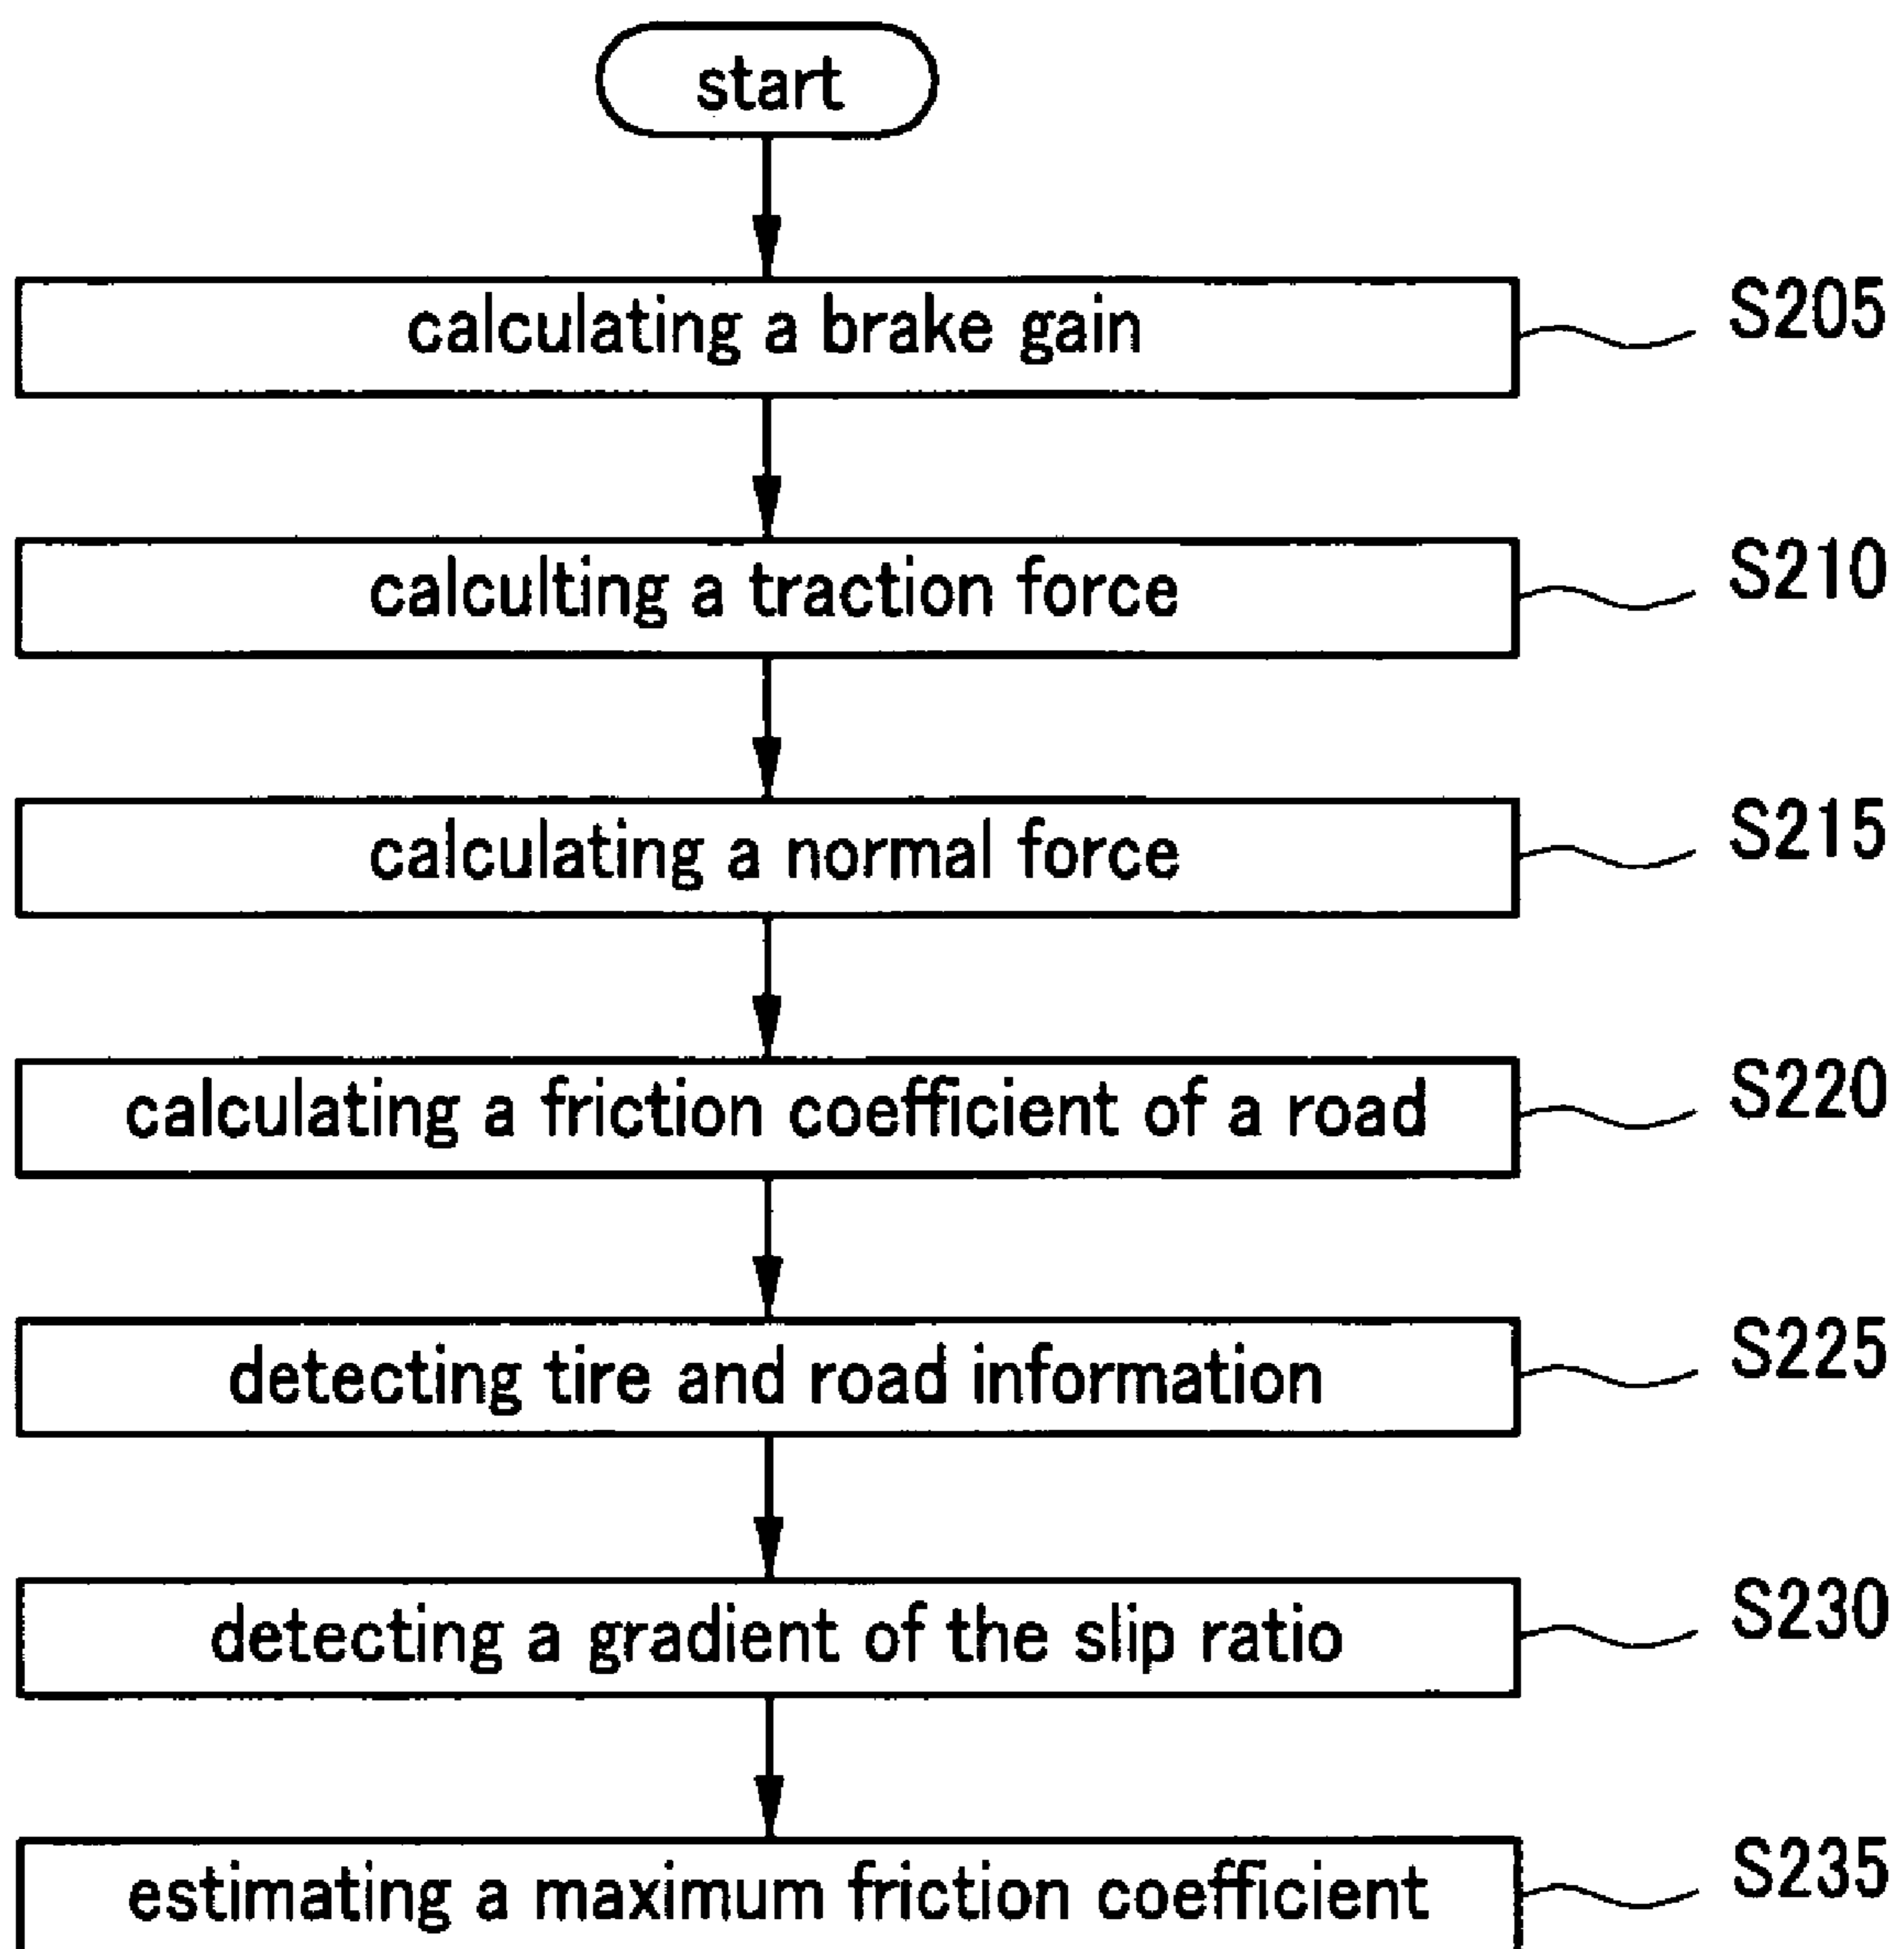 start
calculating a brake gain
S205
calculting a traction force
S210
calculating a normal force
S215
calculating a friction coefficient of a road
S220
detecting tire and road information
S225
detecting a gradient of the slip ratio
S230
estimating a maximum friction coefficient
S235